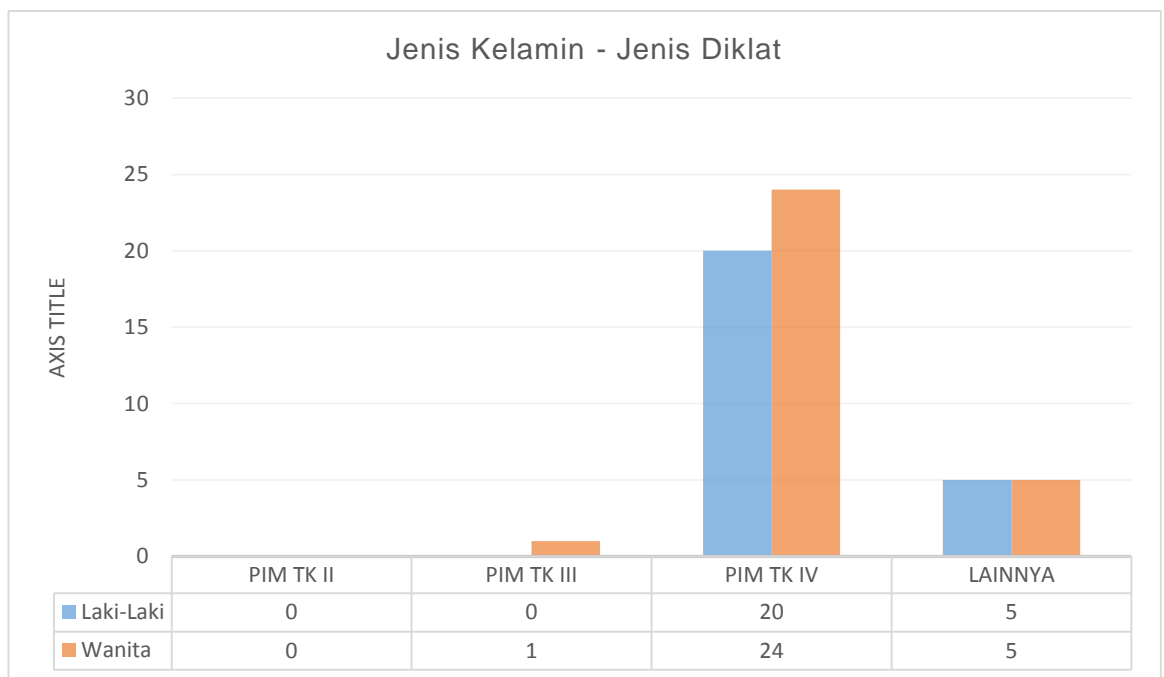 Jenis Kelamin - Jenis Diklat
AXIS TITLE
30
25
20
15
10
5
0
PIM TK II PIM TK III PIM TK IV LAINNYA
Laki-Laki 0 0 20 5
Wanita 0 1 24 5